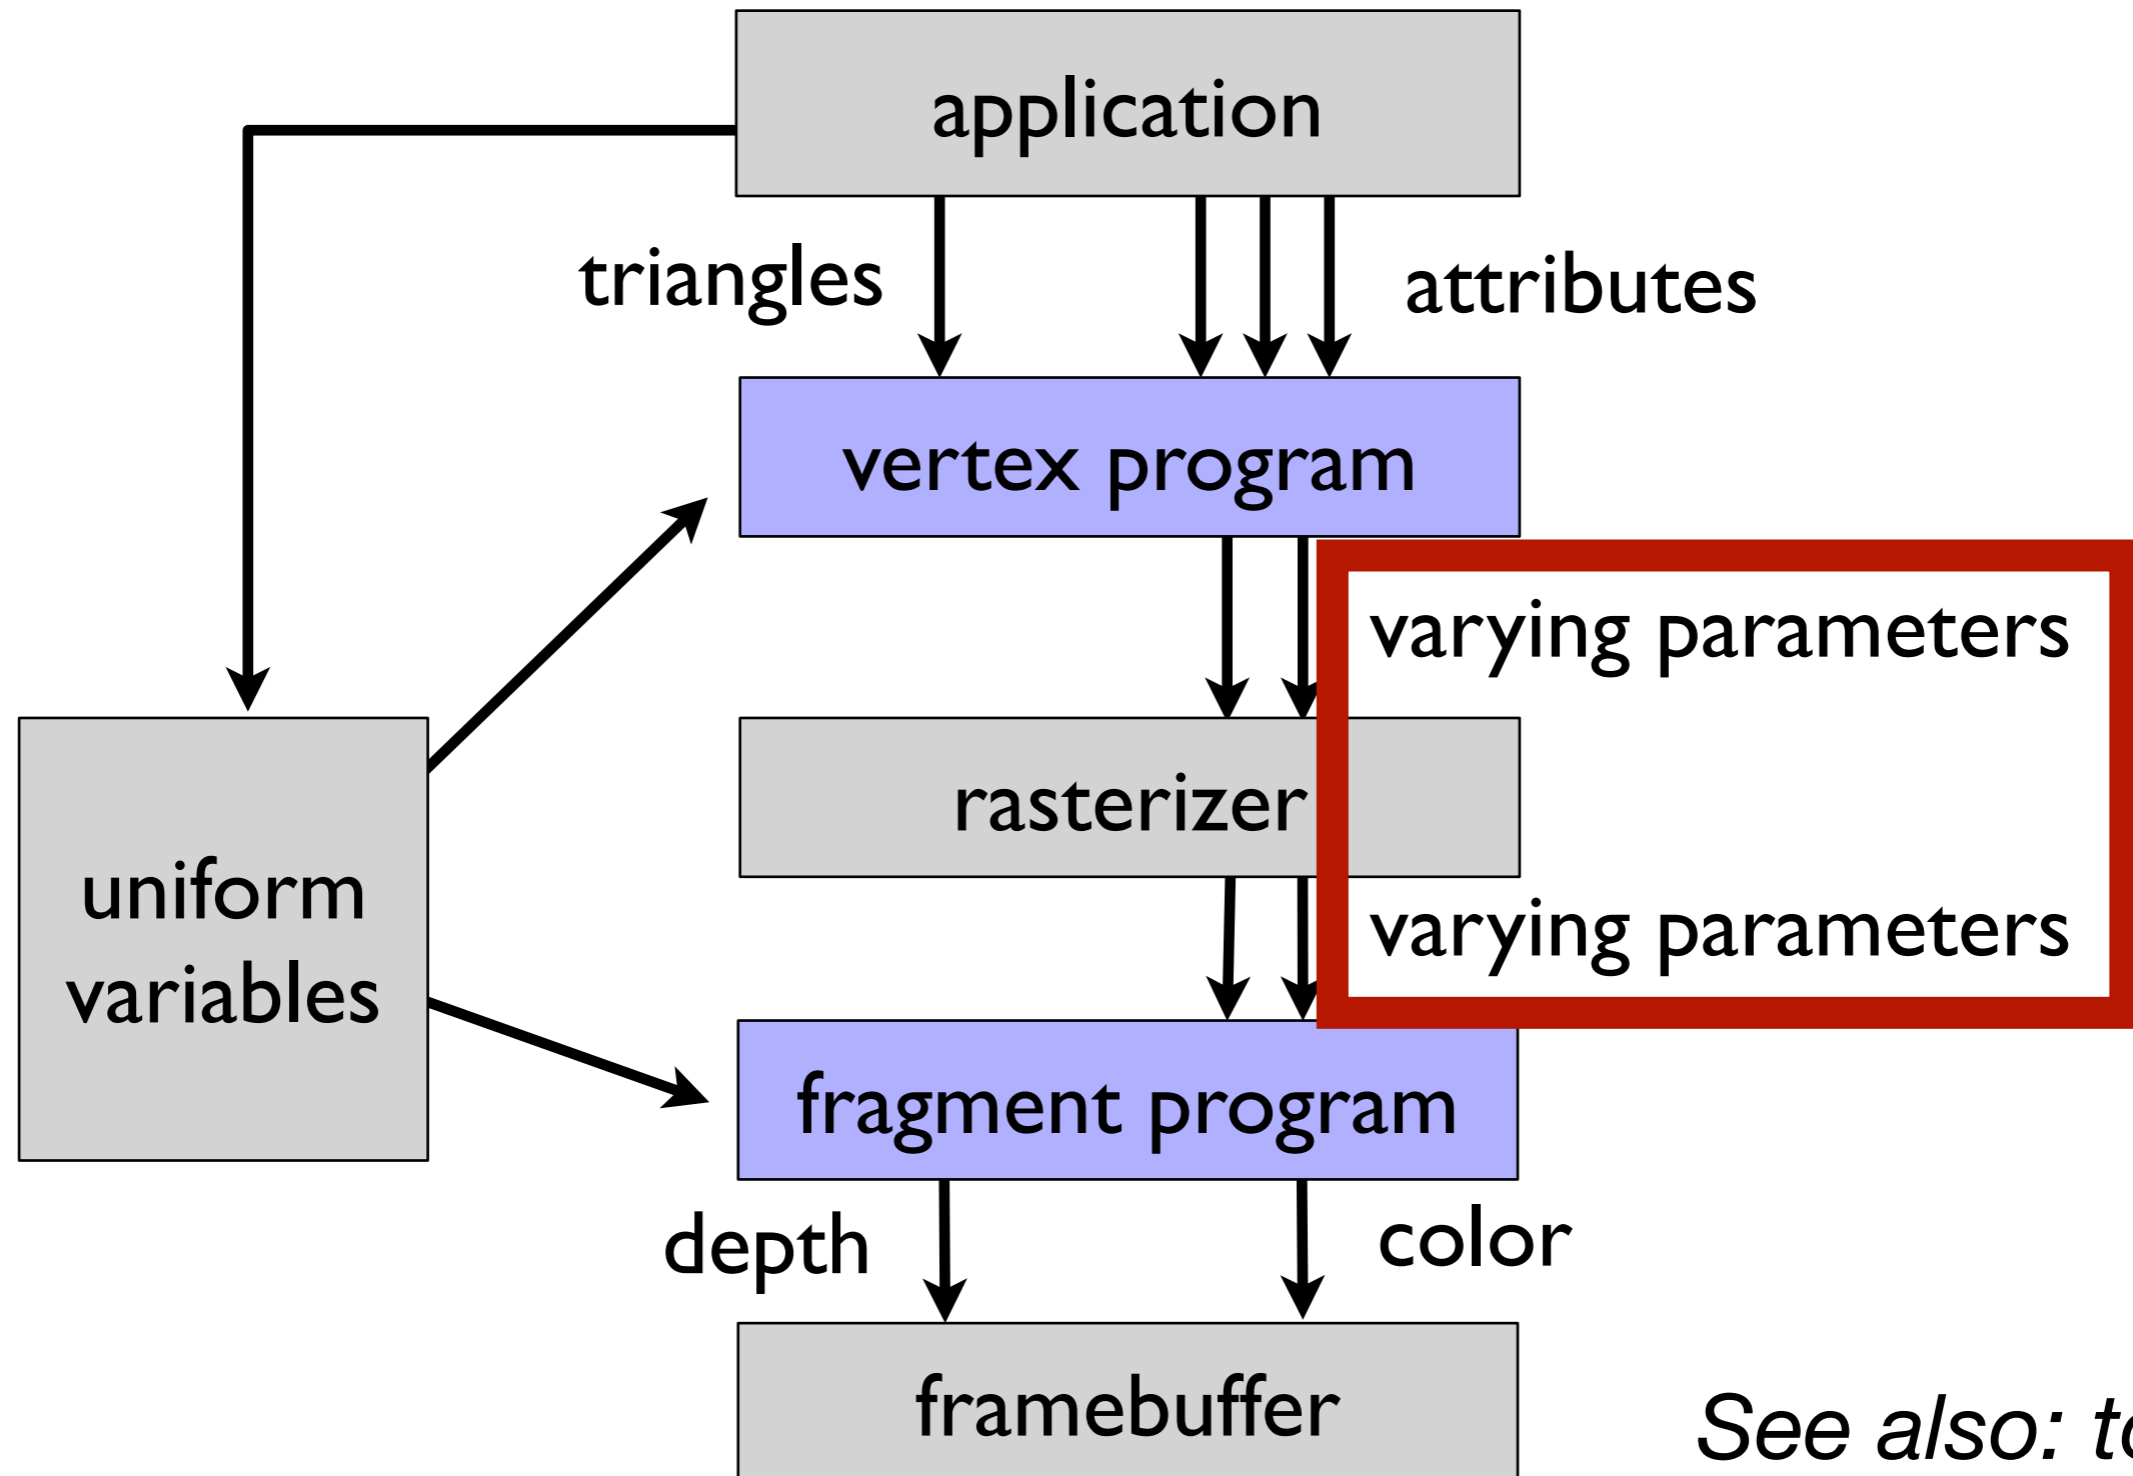 application
triangles
attributes
vertex program
varying parameters
rasterizer
uniform
variables
varying parameters
fragment program
depth
color
framebuffer
See also: